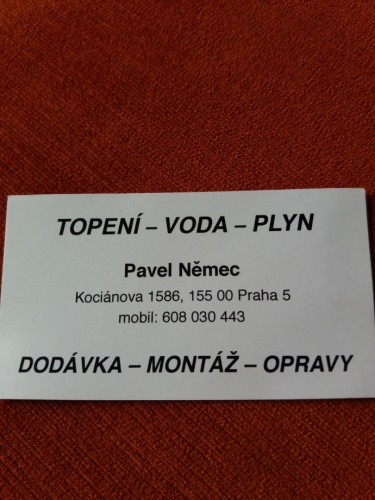 TOPENÍ – VODA – PLYN
Pavel Němec
Kociánova 1586, 155 00 Praha 5
mobil: 608 030 443
DODÁVKA – MONTÁŽ – OPRAVY